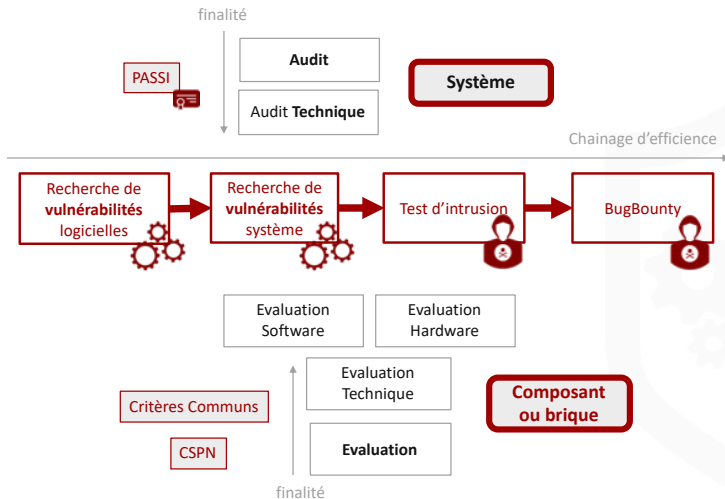 finalité
Audit
PASSI
Système
Audit Technique
Chainage d'efficience
Recherche de
vulnérabilités
logicielles
Recherche de
vulnérabilités
système
Test d'intrusion
BugBounty
Evaluation
Software
Evaluation
Hardware
Evaluation
Technique
Critères Communs
Composant
ou brique
CSPN
Evaluation
finalité